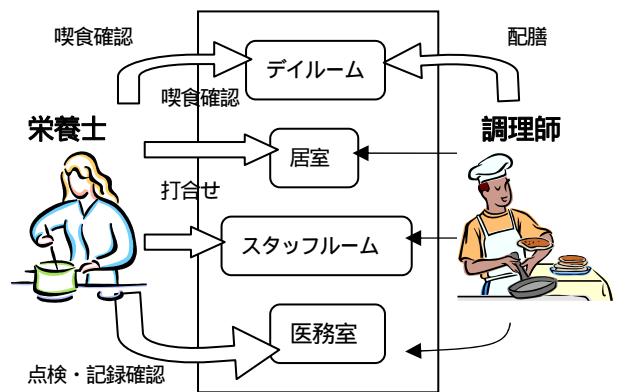 喫食確認
配膳
デイルーム
喫食確認
栄養士
調理師
居室
打合せ
スタッフルーム
医務室
点検・記録確認